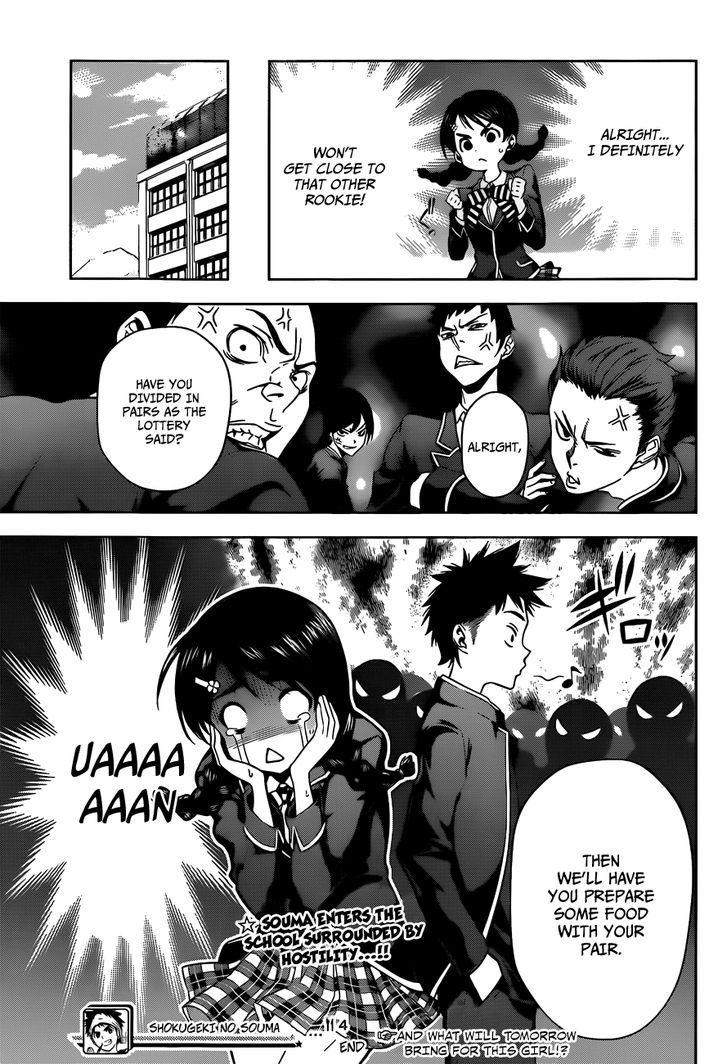 ALRIGHT...
I DEFINITELY
WON'T
GET CLOSE TO
THAT OTHER
ROOKIE!
ALRIGHT,
HAVE YOU
DIVIDED IN
PAIRS AS THE
LOTTERY
SAID?
THEN
WE'LL HAVE
YOU PREPARE
SOME FOOD
WITH YOUR
PAIR.
UAAAA
AAAN
☆ SOUMA ENTERS THE
SCHOOL SURROUNDED BY
HOSTILITY...!!
SHOKUGEKI NO SOUMA
...114
END
AND WHAT WILL TOMORROW
BRING FOR THIS GIRL!?